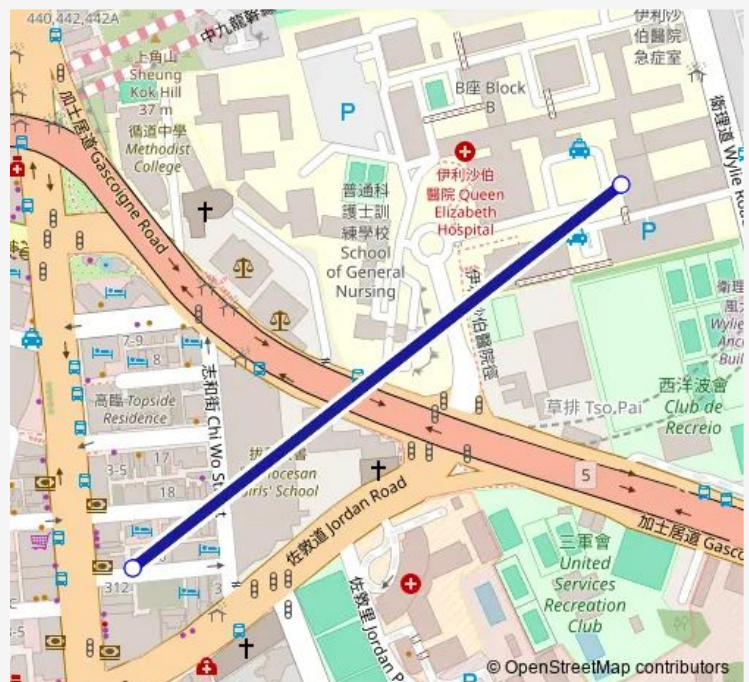 440,442,442A
中九龍幹線
伊利沙
伯醫院
急症室
上角山
Sheung
Kok Hill
37 m
B座 Block
B
加士居道 Gascoigne Road
循道中學
Methodist
College
衛理道 Wylie Road
P
伊利沙伯
醫院 Queen
Elizabeth
Hospital
普通科
護士訓
練學校
School
of General
Nursing
P
7-9
8
志和街 Chi Wo Street
西洋波會
Club de
Recreio
高臨 Topside
Residence
草排 Tso Pai
3-5
17
18
佐敦道 Jordan Road
5
加士居道 Gasco
312
三軍會
United
Services
Recreation
Club
佐敦里 Jordan Pa
© OpenStreetMap contributors